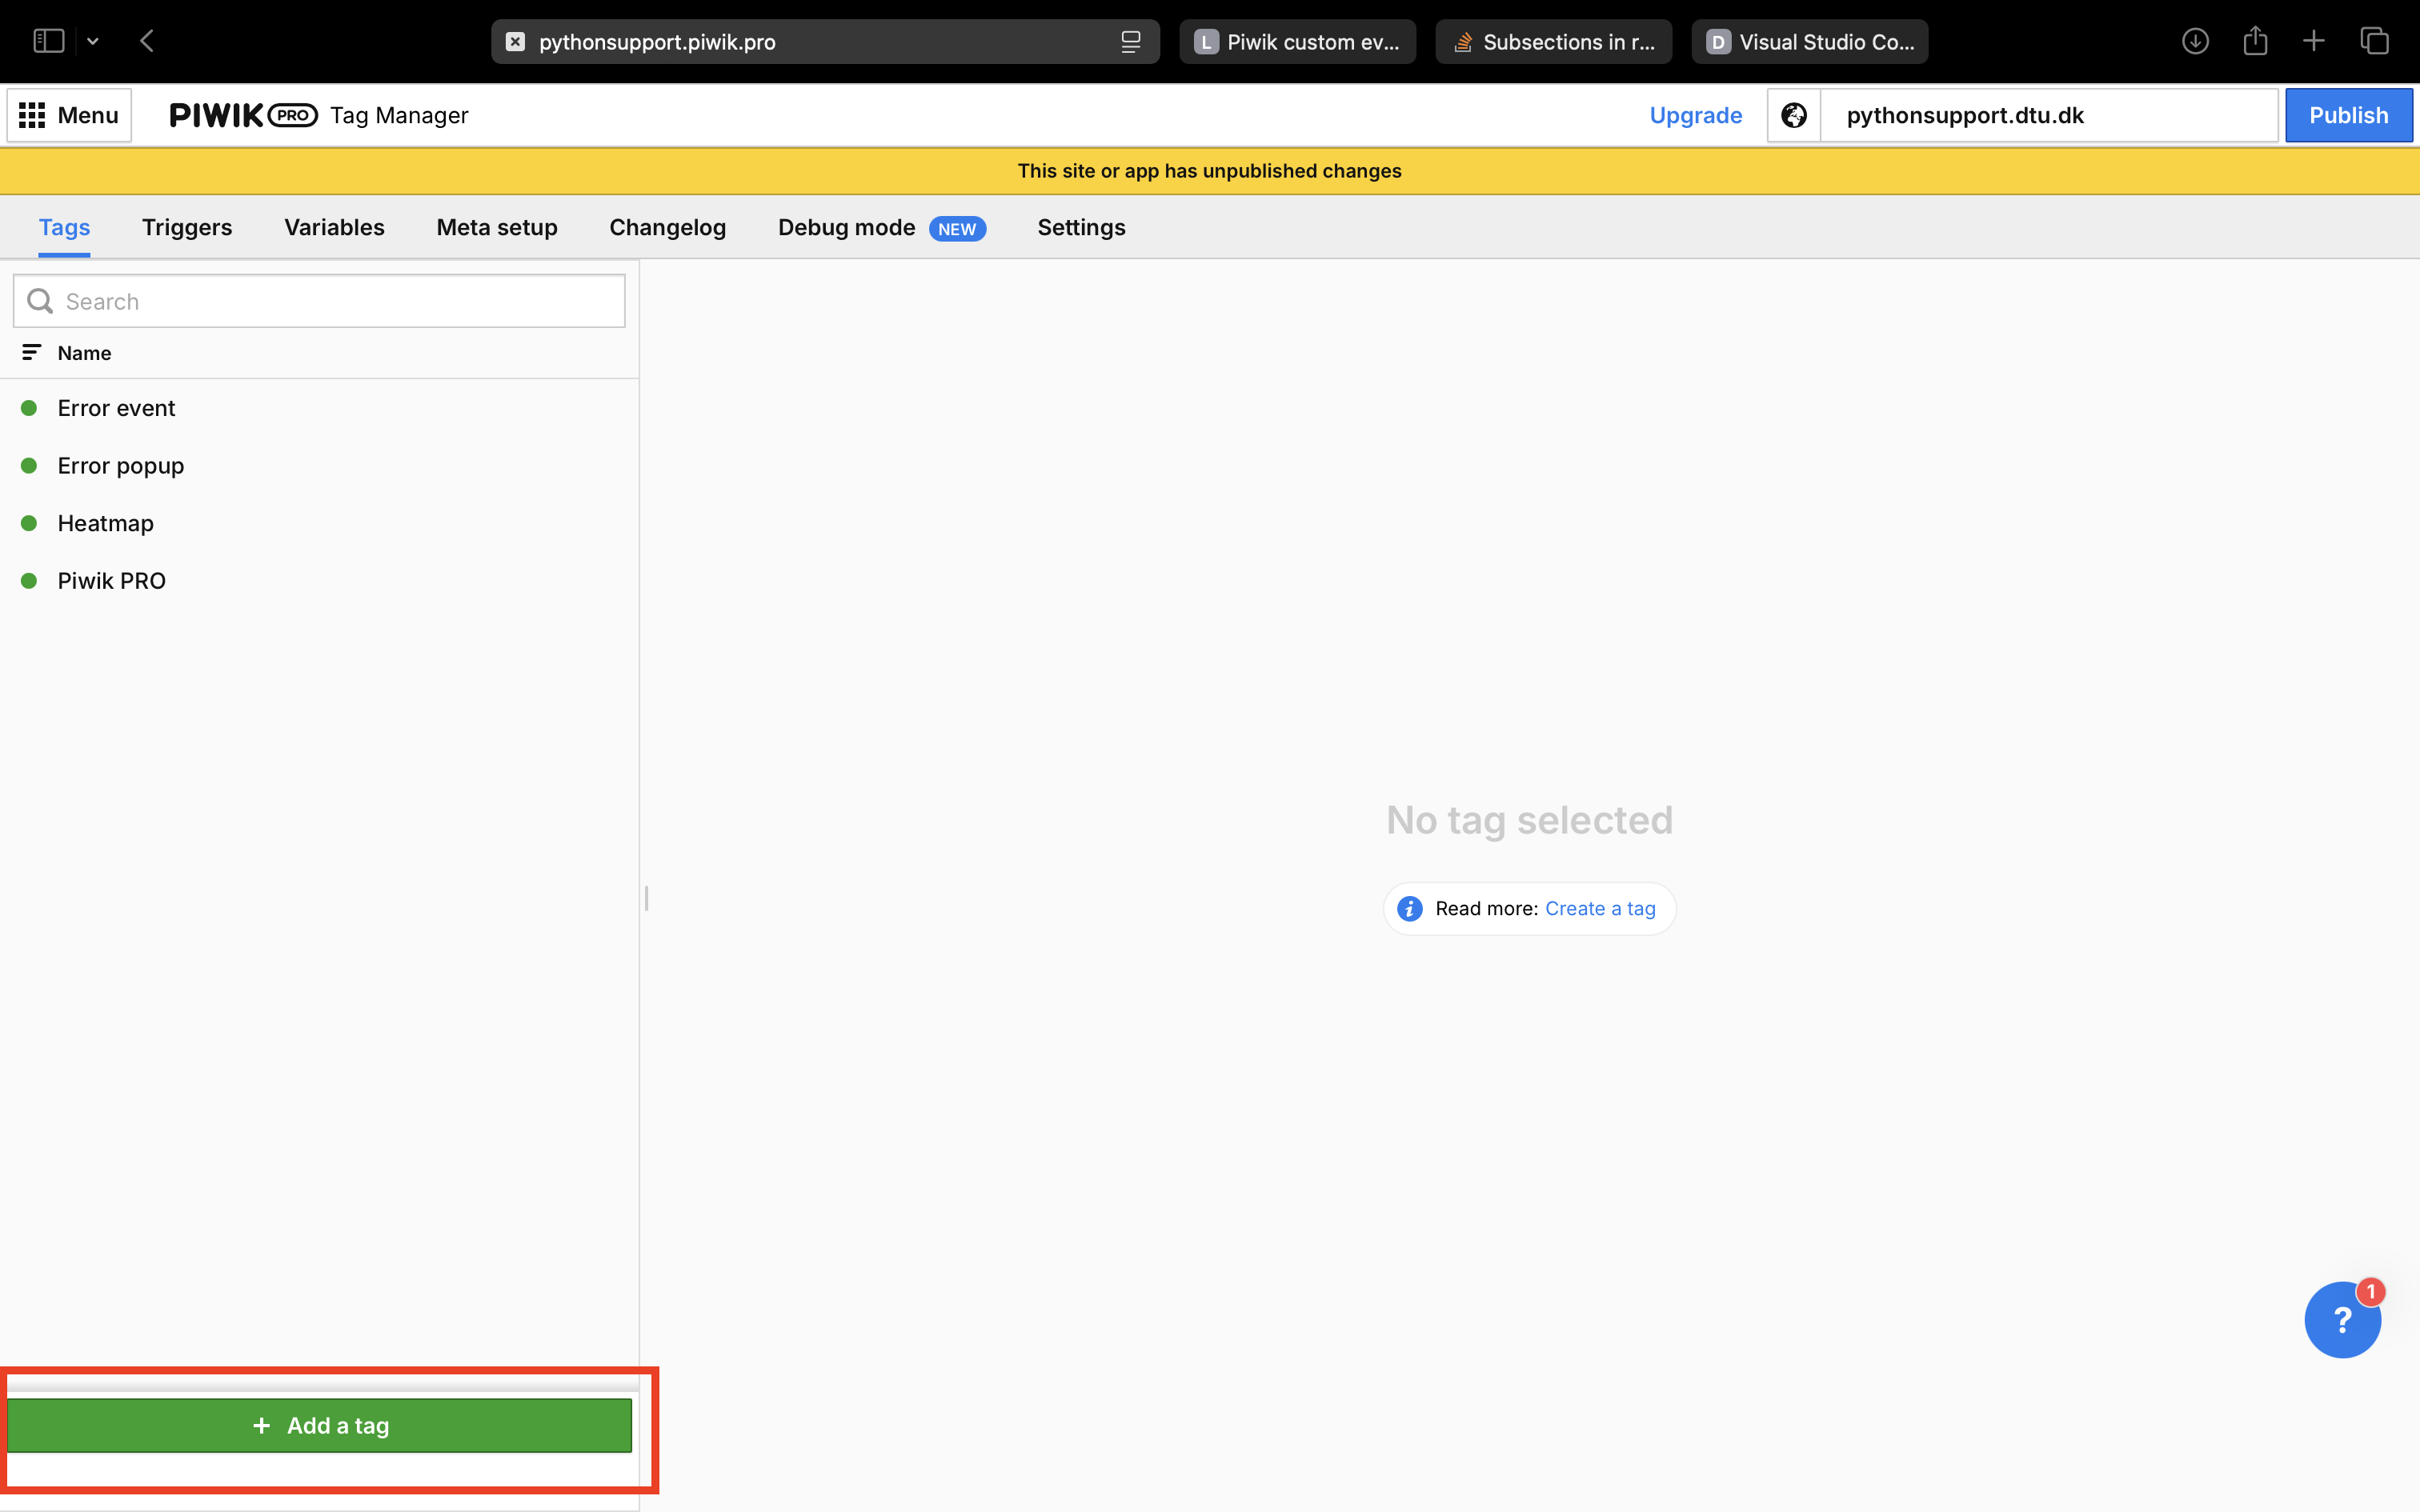 pythonsupport.piwik.pro
L Piwik custom ev...
Subsections in r...
D Visual Studio Co...
Menu
PIWIK PRO Tag Manager
Upgrade
pythonsupport.dtu.dk
Publish
This site or app has unpublished changes
Tags
Triggers
Variables
Meta setup
Changelog
Debug mode NEW
Settings
Search
Name
Error event
Error popup
Heatmap
Piwik PRO
No tag selected
i Read more: Create a tag
1
?
+ Add a tag